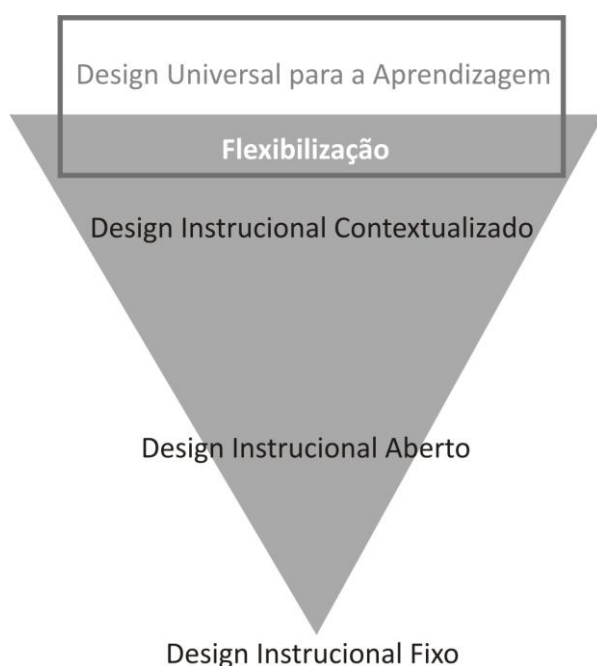 Design Universal para a Aprendizagem
Flexibilização
Design Instrucional Contextualizado
Design Instrucional Aberto
Design Instrucional Fixo